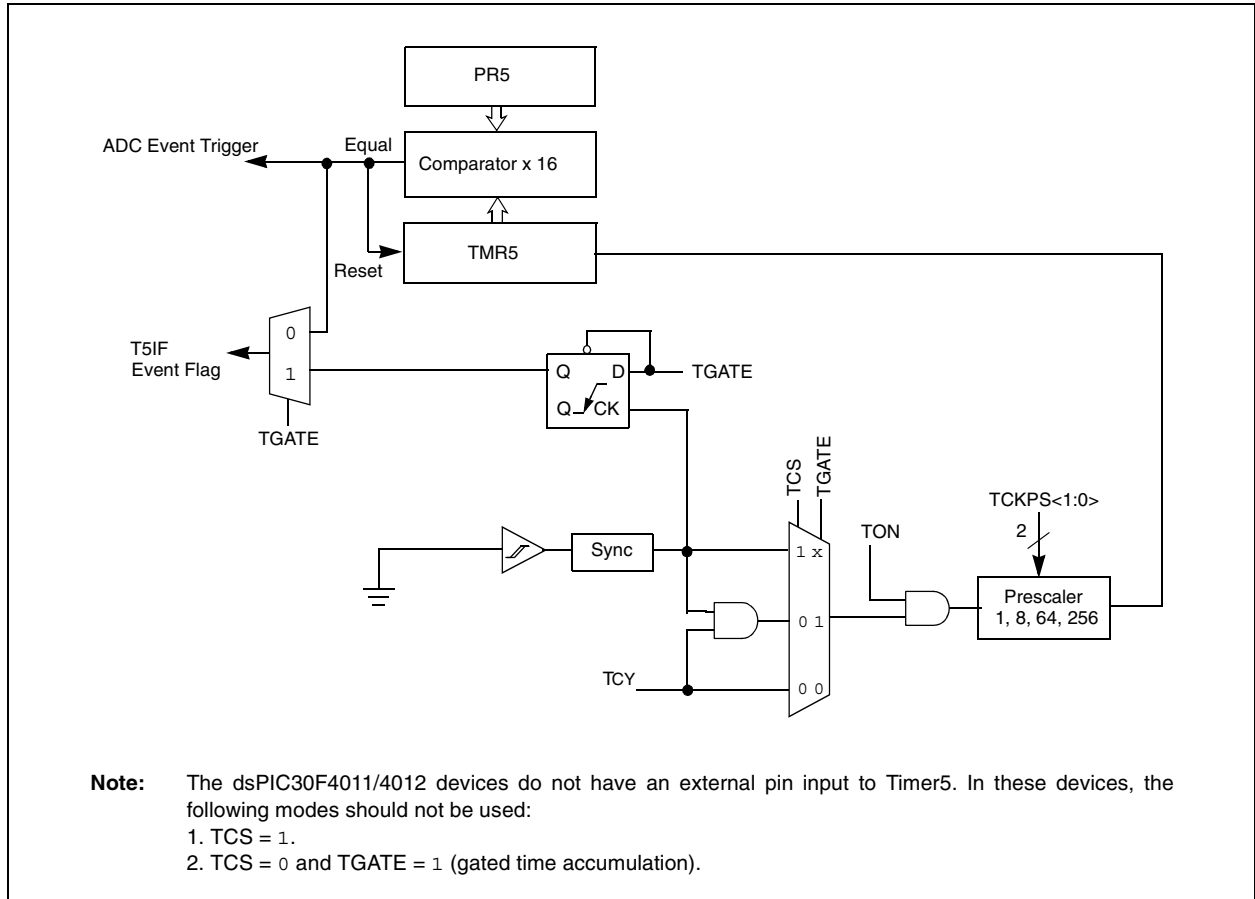 PR5
ADC Event Trigger
Equal
Comparator x 16
TMR5
Reset
0
1
T5IF
Event Flag
TGATE
Q
D
Q
CK
TGATE
TCS
TGATE
TCKPS<1:0>
2
TON
Sync
1 x
Prescaler
1, 8, 64, 256
0 1
TCY
0 0
Note: The dsPIC30F4011/4012 devices do not have an external pin input to Timer5. In these devices, the
following modes should not be used:
1. TCS = 1.
2. TCS = 0 and TGATE = 1 (gated time accumulation).